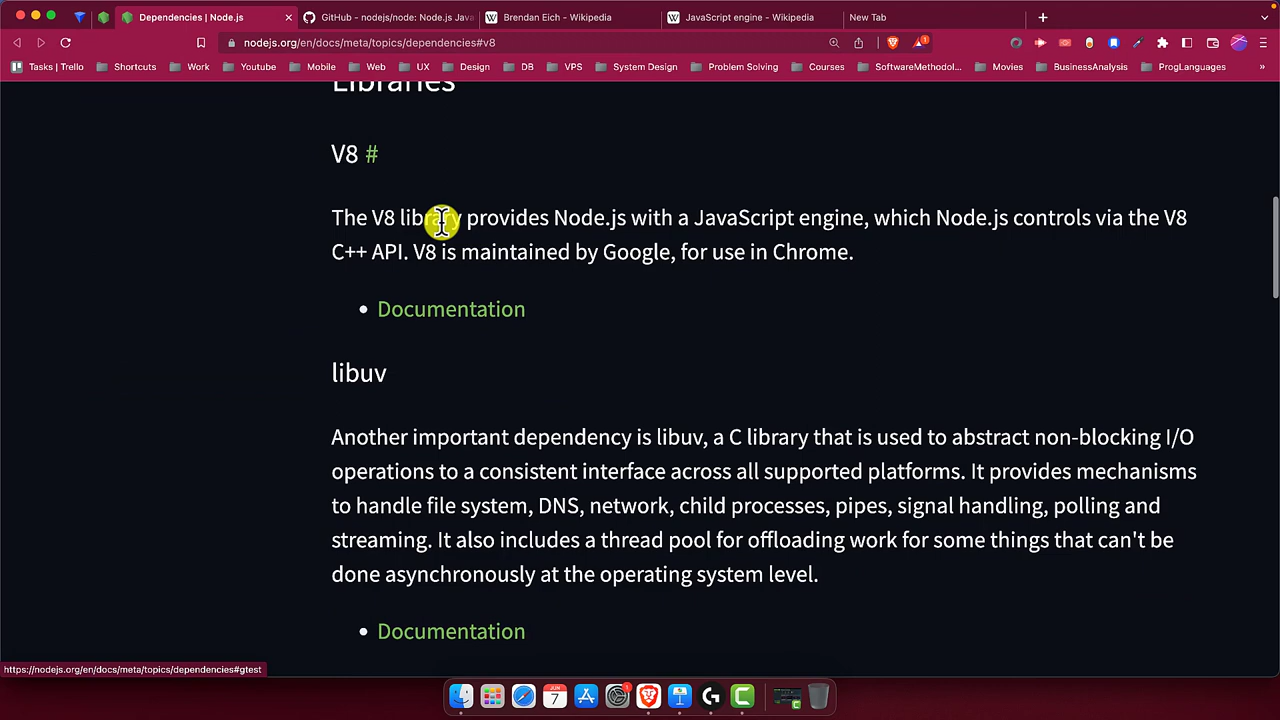 Dependencies | Node.js
GitHub - nodejs/node: Node.js Java
Brendan Eich - Wikipedia
JavaScript engine - Wikipedia
New Tab
nodejs.org/en/docs/meta/topics/dependencies#v8
Tasks | Trello
Shortcuts
Work
Youtube
Mobile
Web
UX
Design
DB
VPS
System Design
Problem Solving
Courses
SoftwareMethodol...
Movies
BusinessAnalysis
ProgLanguages
»
Libraries
V8 #
The V8 library provides Node.js with a JavaScript engine, which Node.js controls via the V8
C++ API. V8 is maintained by Google, for use in Chrome.
• Documentation
libuv
Another important dependency is libuv, a C library that is used to abstract non-blocking I/O
operations to a consistent interface across all supported platforms. It provides mechanisms
to handle file system, DNS, network, child processes, pipes, signal handling, polling and
streaming. It also includes a thread pool for offloading work for some things that can't be
done asynchronously at the operating system level.
• Documentation
https://nodejs.org/en/docs/meta/topics/dependencies#gtest
JUN
7